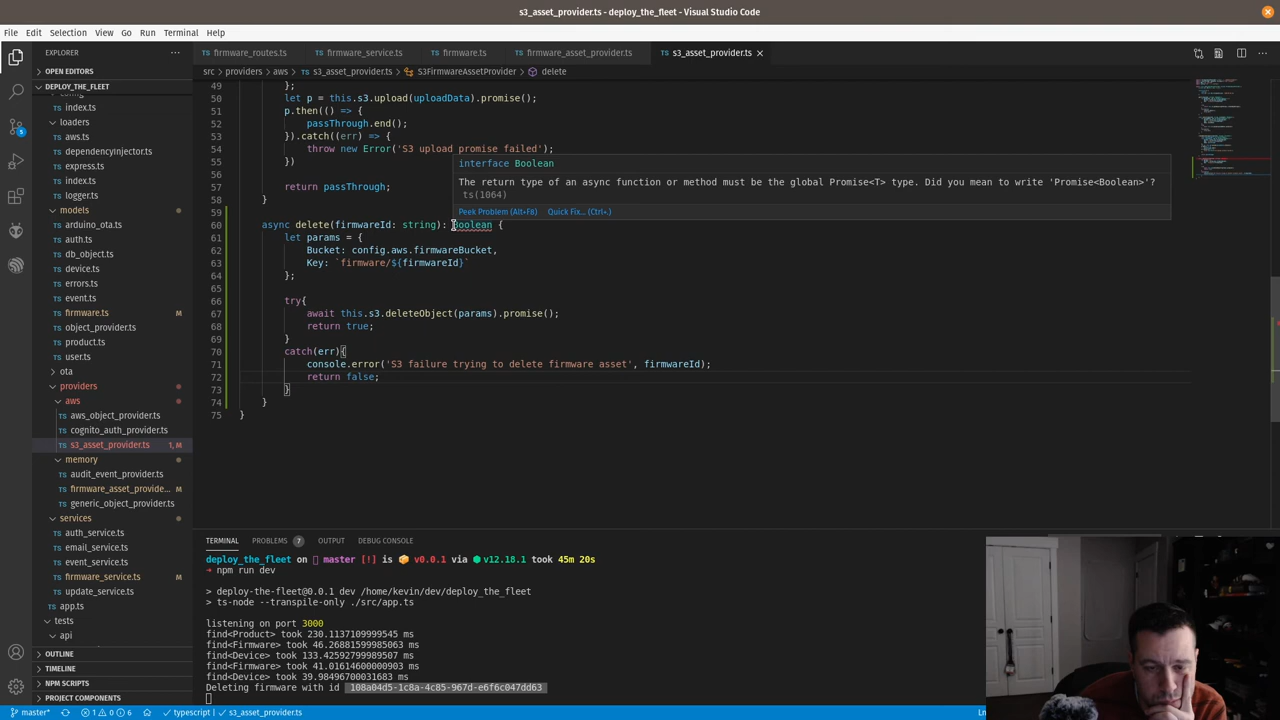 s3_asset_provider.ts - deploy_the_fleet - Visual Studio Code
File Edit Selection View Go Run Terminal Help
EXPLORER
firmware_routes.ts
firmware_service.ts
firmware.ts
firmware_asset_provider.ts
s3_asset_provider.ts
src > providers > aws > s3_asset_provider.ts > S3FirmwareAssetProvider > delete
OPEN EDITORS
DEPLOY_THE_FLEET
index.ts
loaders
aws.ts
dependencyInjector.ts
express.ts
index.ts
logger.ts
models
arduino_ota.ts
auth.ts
db_object.ts
device.ts
errors.ts
event.ts
firmware.ts M
object_provider.ts
product.ts
user.ts
ota
providers
aws
aws_object_provider.ts
cognito_auth_provider.ts
s3_asset_provider.ts 1, M
memory
audit_event_provider.ts
firmware_asset_provide... M
generic_object_provider.ts
services
auth_service.ts
email_service.ts
event_service.ts
firmware_service.ts M
update_service.ts
app.ts
tests
api
OUTLINE
TIMELINE
NPM SCRIPTS
PROJECT COMPONENTS
49 };
50 let p = this.s3.upload(uploadData).promise();
51 p.then(() => {
52 passThrough.end();
53 }).catch((err) => {
54 throw new Error('S3 upload promise failed');
55 })
56
57 return passThrough;
58 }
59
60 async delete(firmwareId: string): Boolean {
61 let params = {
62 Bucket: config.aws.firmwareBucket,
63 Key: `firmware/${firmwareId}`
64 };
65
66 try{
67 await this.s3.deleteObject(params).promise();
68 return true;
69 }
70 catch(err){
71 console.error('S3 failure trying to delete firmware asset', firmwareId);
72 return false;
73 }
74 }
75 }
interface Boolean
The return type of an async function or method must be the global Promise<T> type. Did you mean to write 'Promise<Boolean>'?
ts(1064)
Peek Problem (Alt+F8) Quick Fix... (Ctrl+.)
TERMINAL PROBLEMS 7 OUTPUT DEBUG CONSOLE
deploy_the_fleet on master [!] is v0.0.1 via v12.18.1 took 45m 20s
→ npm run dev
> deploy-the-fleet@0.0.1 dev /home/kevin/dev/deploy_the_fleet
> ts-node --transpile-only ./src/app.ts
listening on port 3000
find<Product> took 230.1137109999545 ms
find<Firmware> took 46.26881599985063 ms
find<Device> took 133.42592799989507 ms
find<Firmware> took 41.01614600000903 ms
find<Device> took 39.98496700031683 ms
Deleting firmware with id 108a04d5-1c8a-4c85-967d-e6f6c047dd63
master* 1 0 6 typescript s3_asset_provider.ts Ln